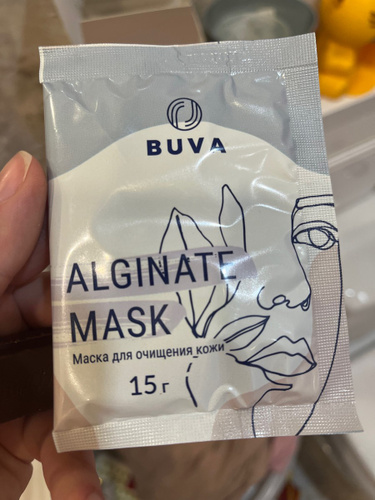 BUVA
ALGINATE
MASK
Маска для очищения кожи
15 г